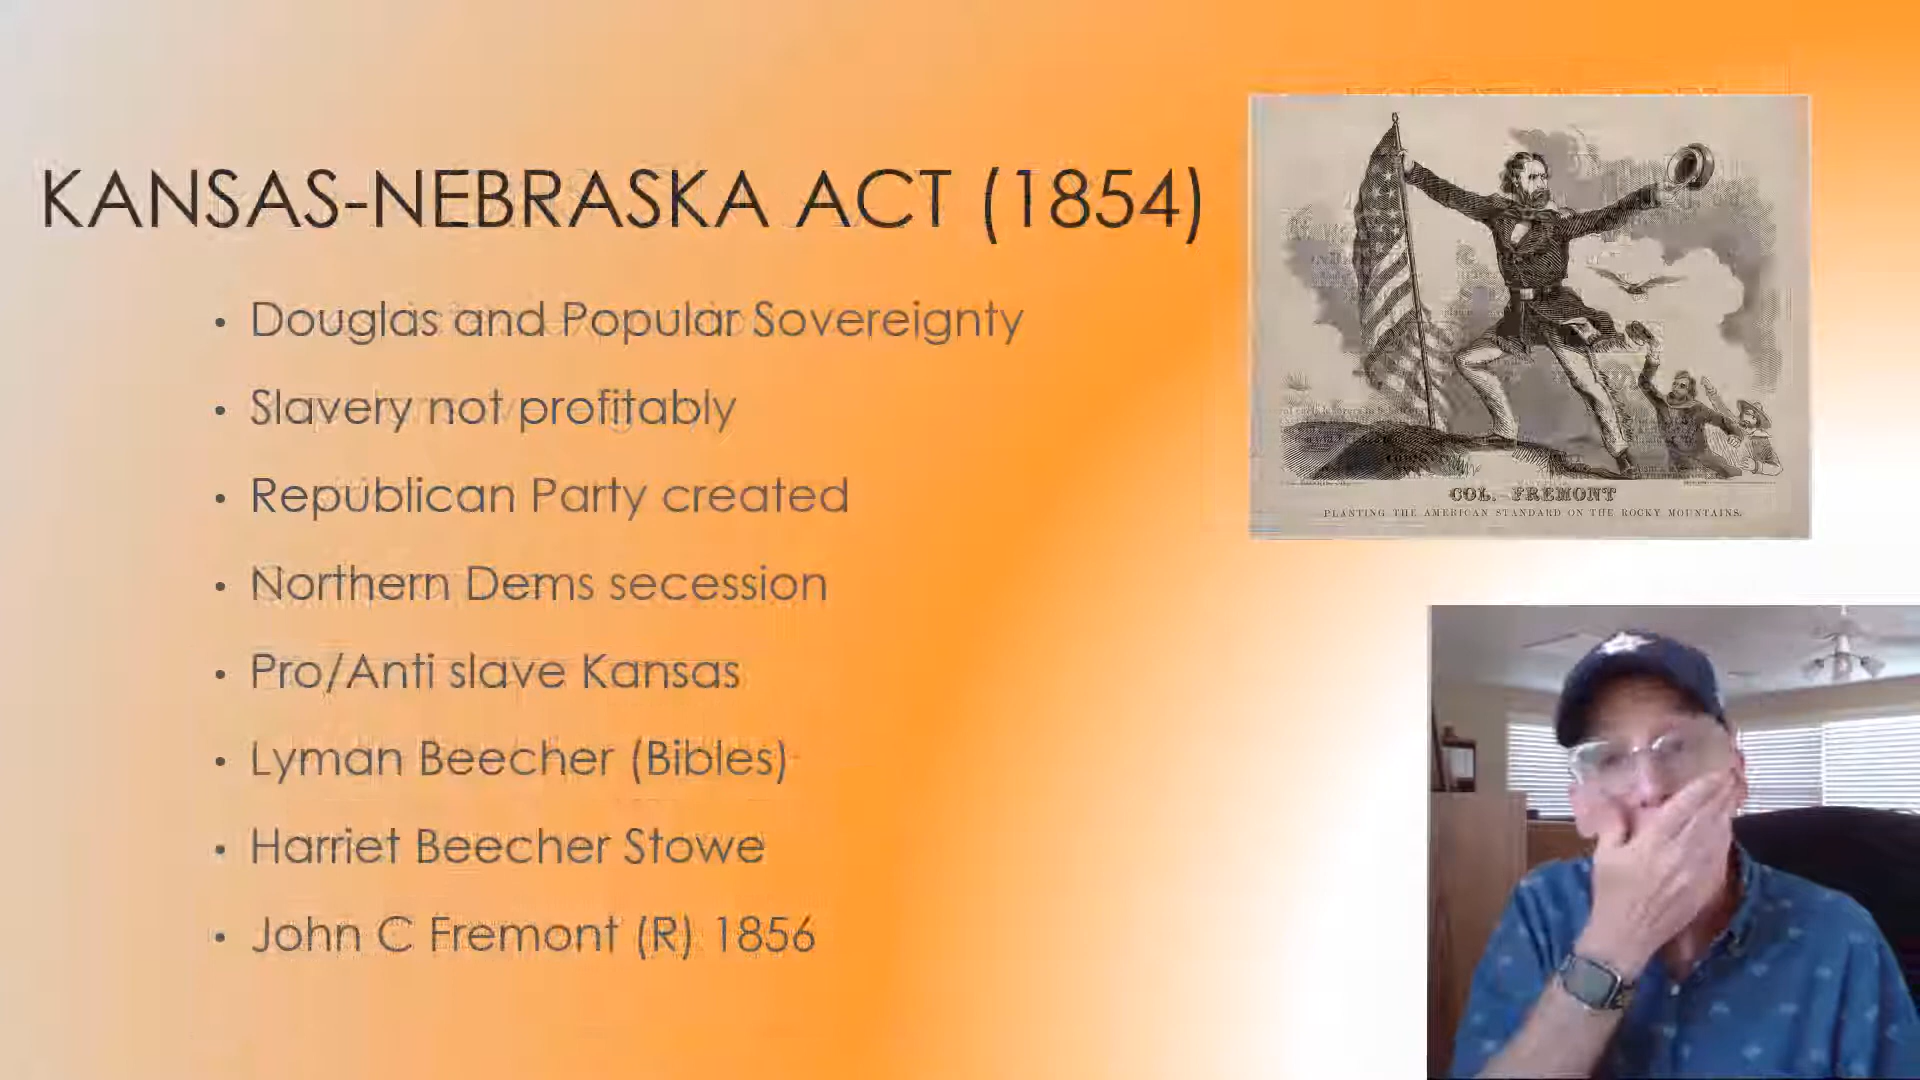 KANSAS-NEBRASKA ACT (1854)
• Douglas and Popular Sovereignty
• Slavery not profitably
• Republican Party created
• Northern Dems secession
• Pro/Anti slave Kansas
• Lyman Beecher (Bibles)
• Harriet Beecher Stowe
• John C Fremont (R) 1856
COL. FREMONT
PLANTING THE AMERICAN STANDARD ON THE ROCKY MOUNTAINS.